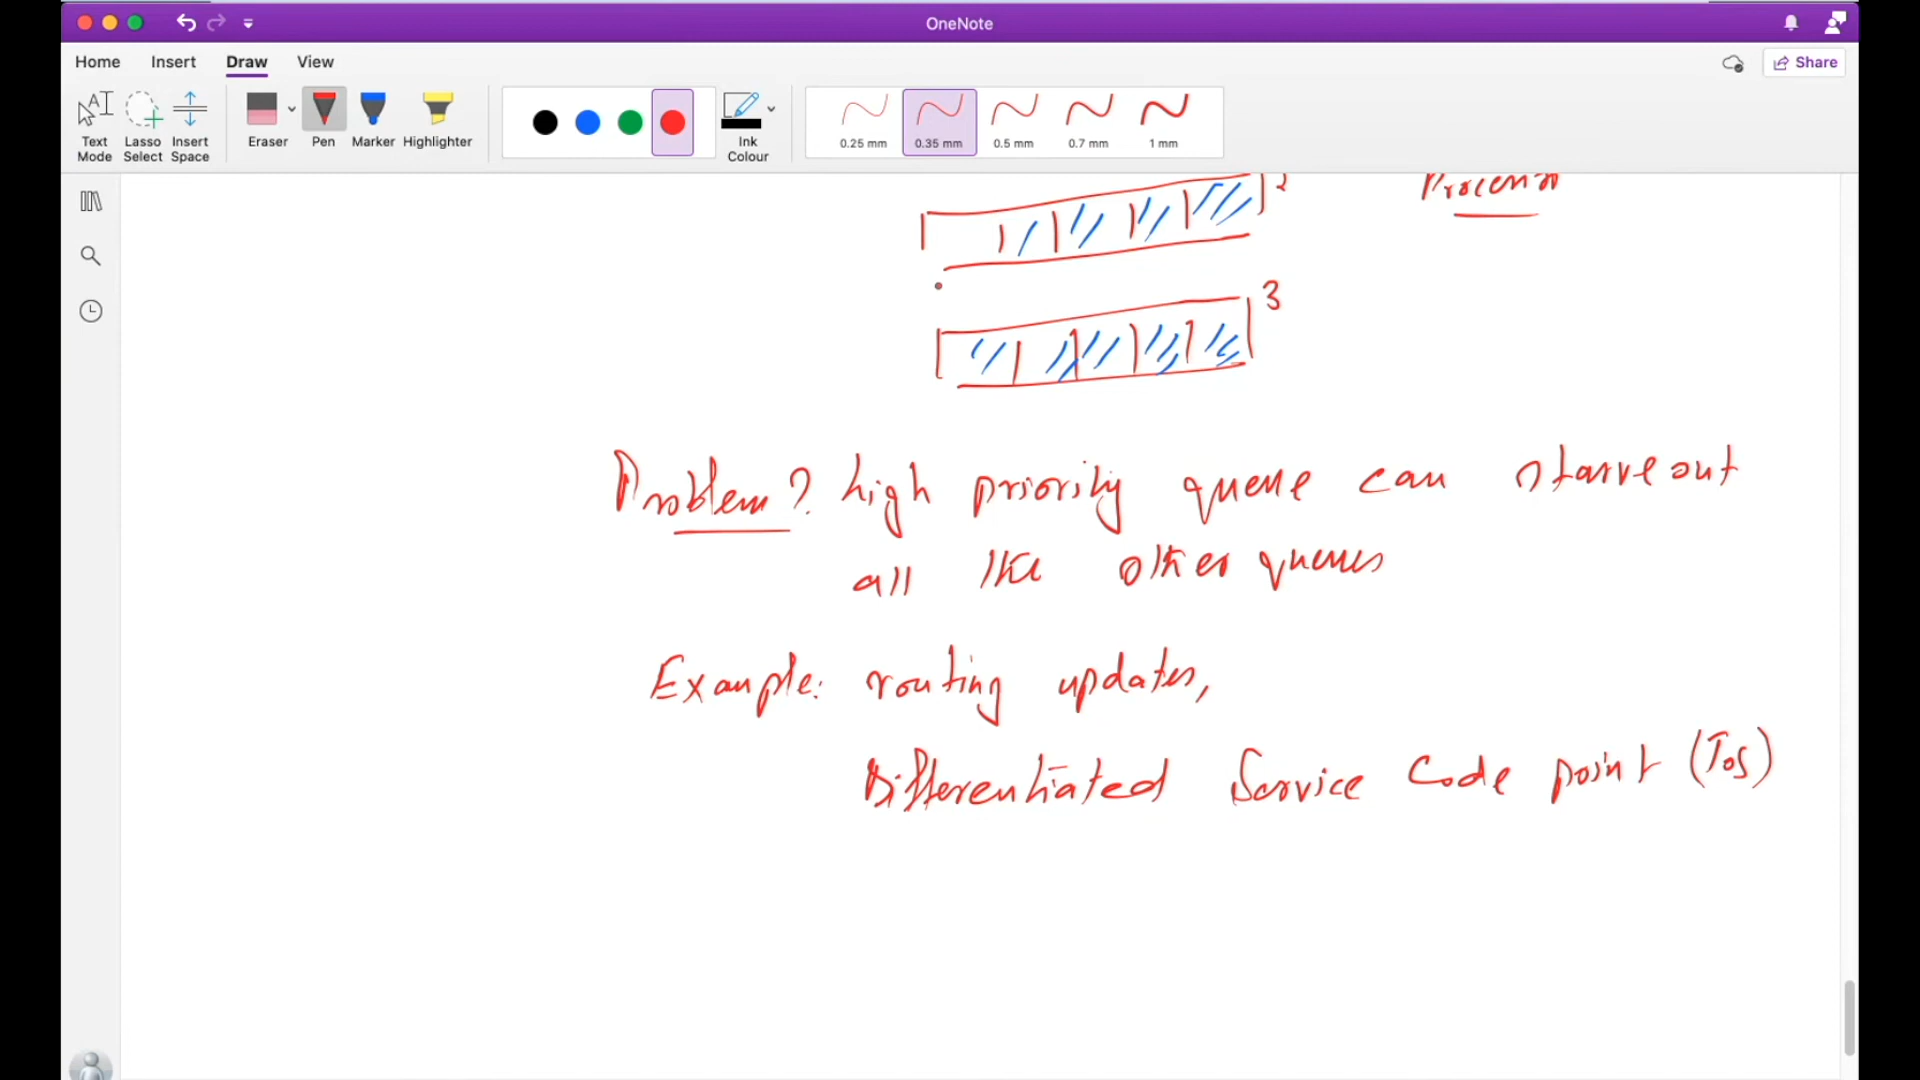 OneNote
Home Insert Draw View Share
Text Mode Lasso Select Insert Space Eraser Pen Marker Highlighter Ink Colour 0.25 mm 0.35 mm 0.5 mm 0.7 mm 1 mm
2
3
Problem? high priority queue can starve out
all the other queues
Example: routing updates,
Differentiated Service Code point (ToS)